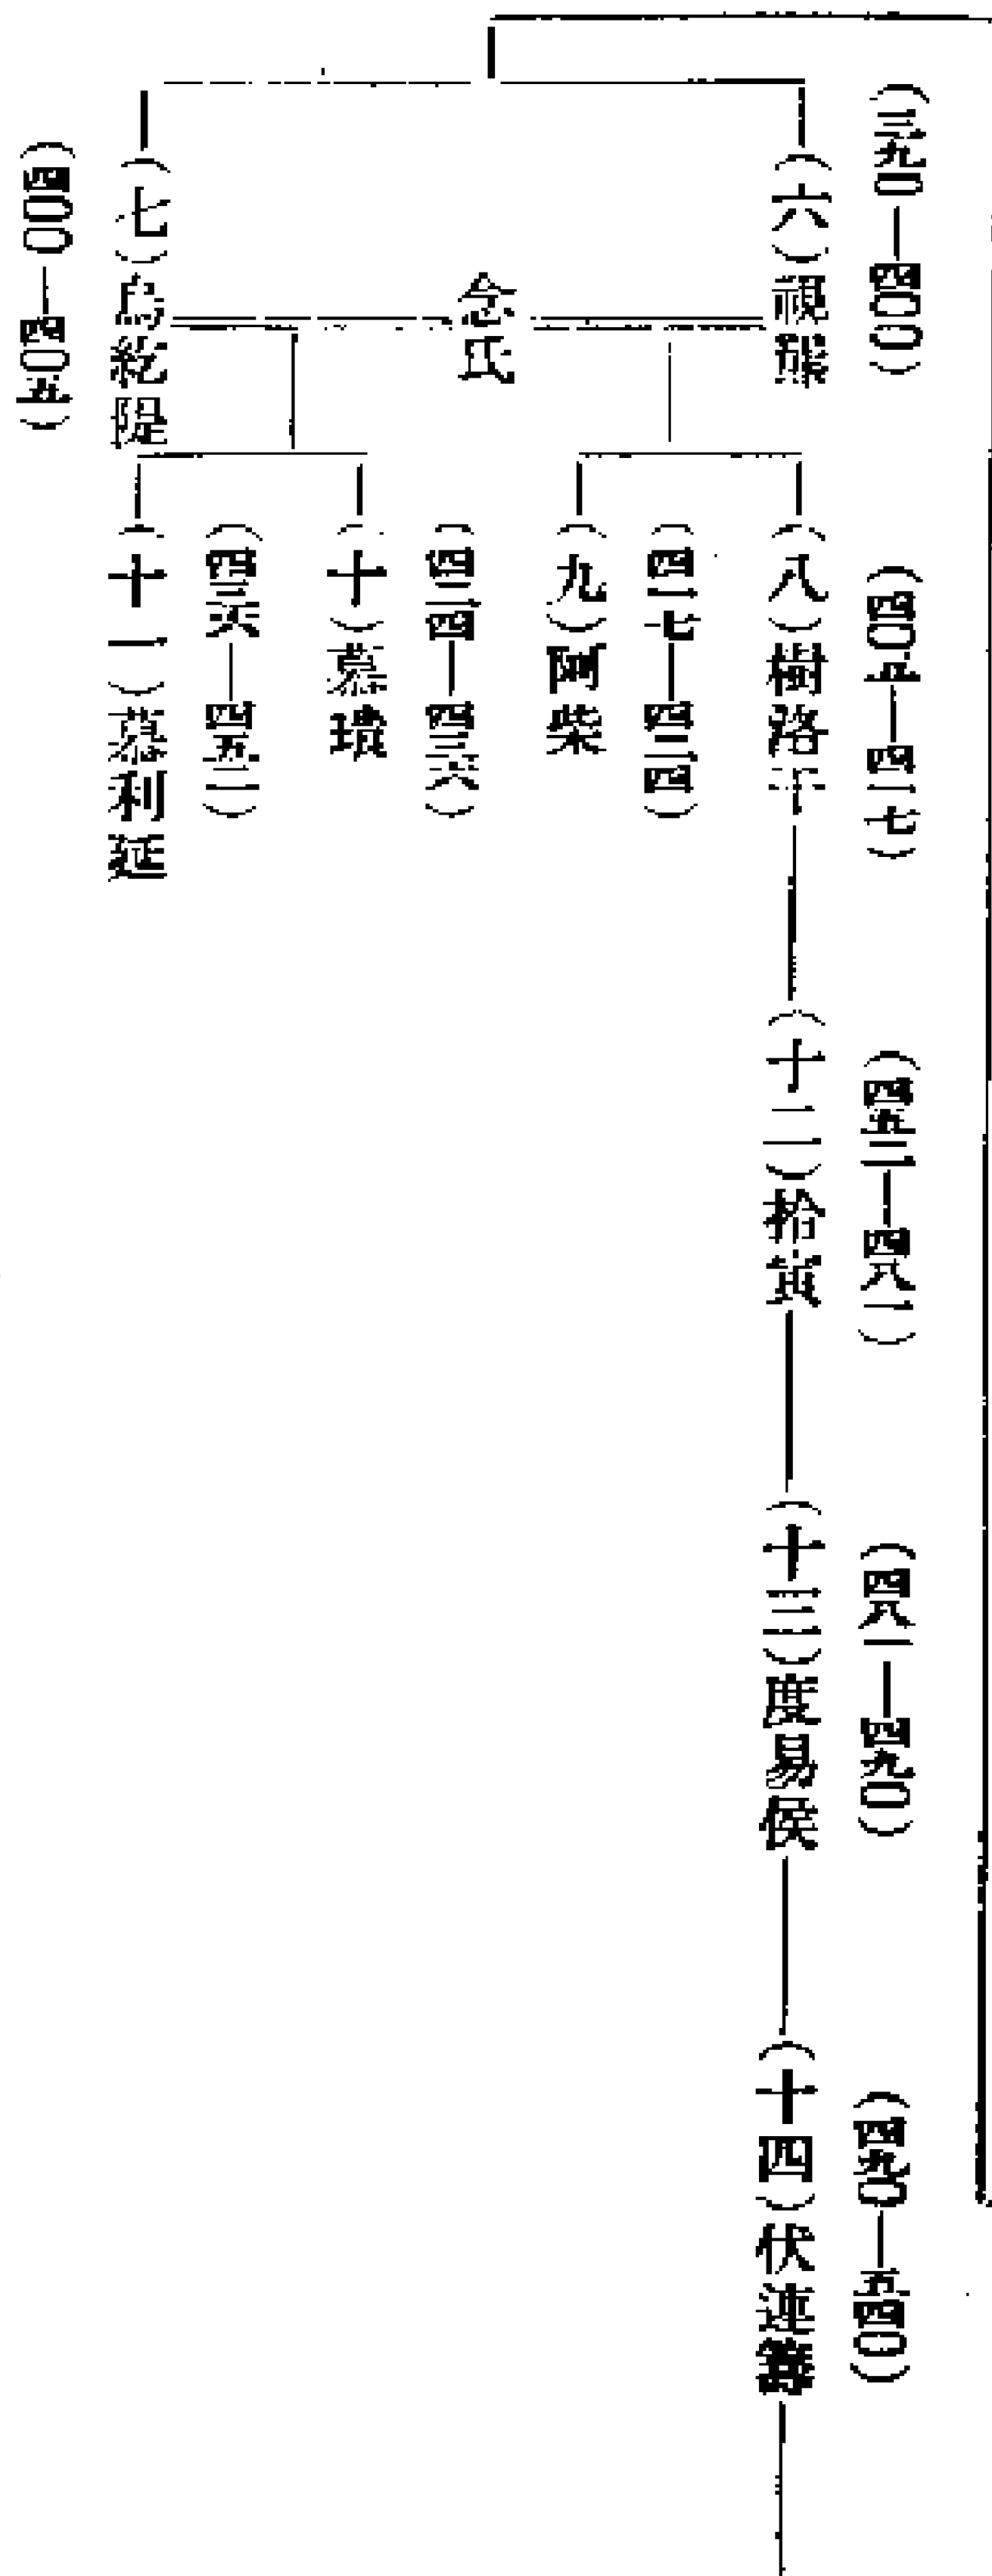 (三九〇—四〇〇)
(六)視羆
念氏
(七)烏紇隄
(四〇〇—四〇五)
(四〇五—四一七)
(八)樹洛干
(四一七—四二四)
(九)阿柴
(四二四—四三六)
(十)慕璝
(四三六—四五二)
(十一)慕利延
(四五二—四八一)
(十二)拾寅
(四八一—四九〇)
(十三)度易侯
(四九〇—五四〇)
(十四)伏連籌